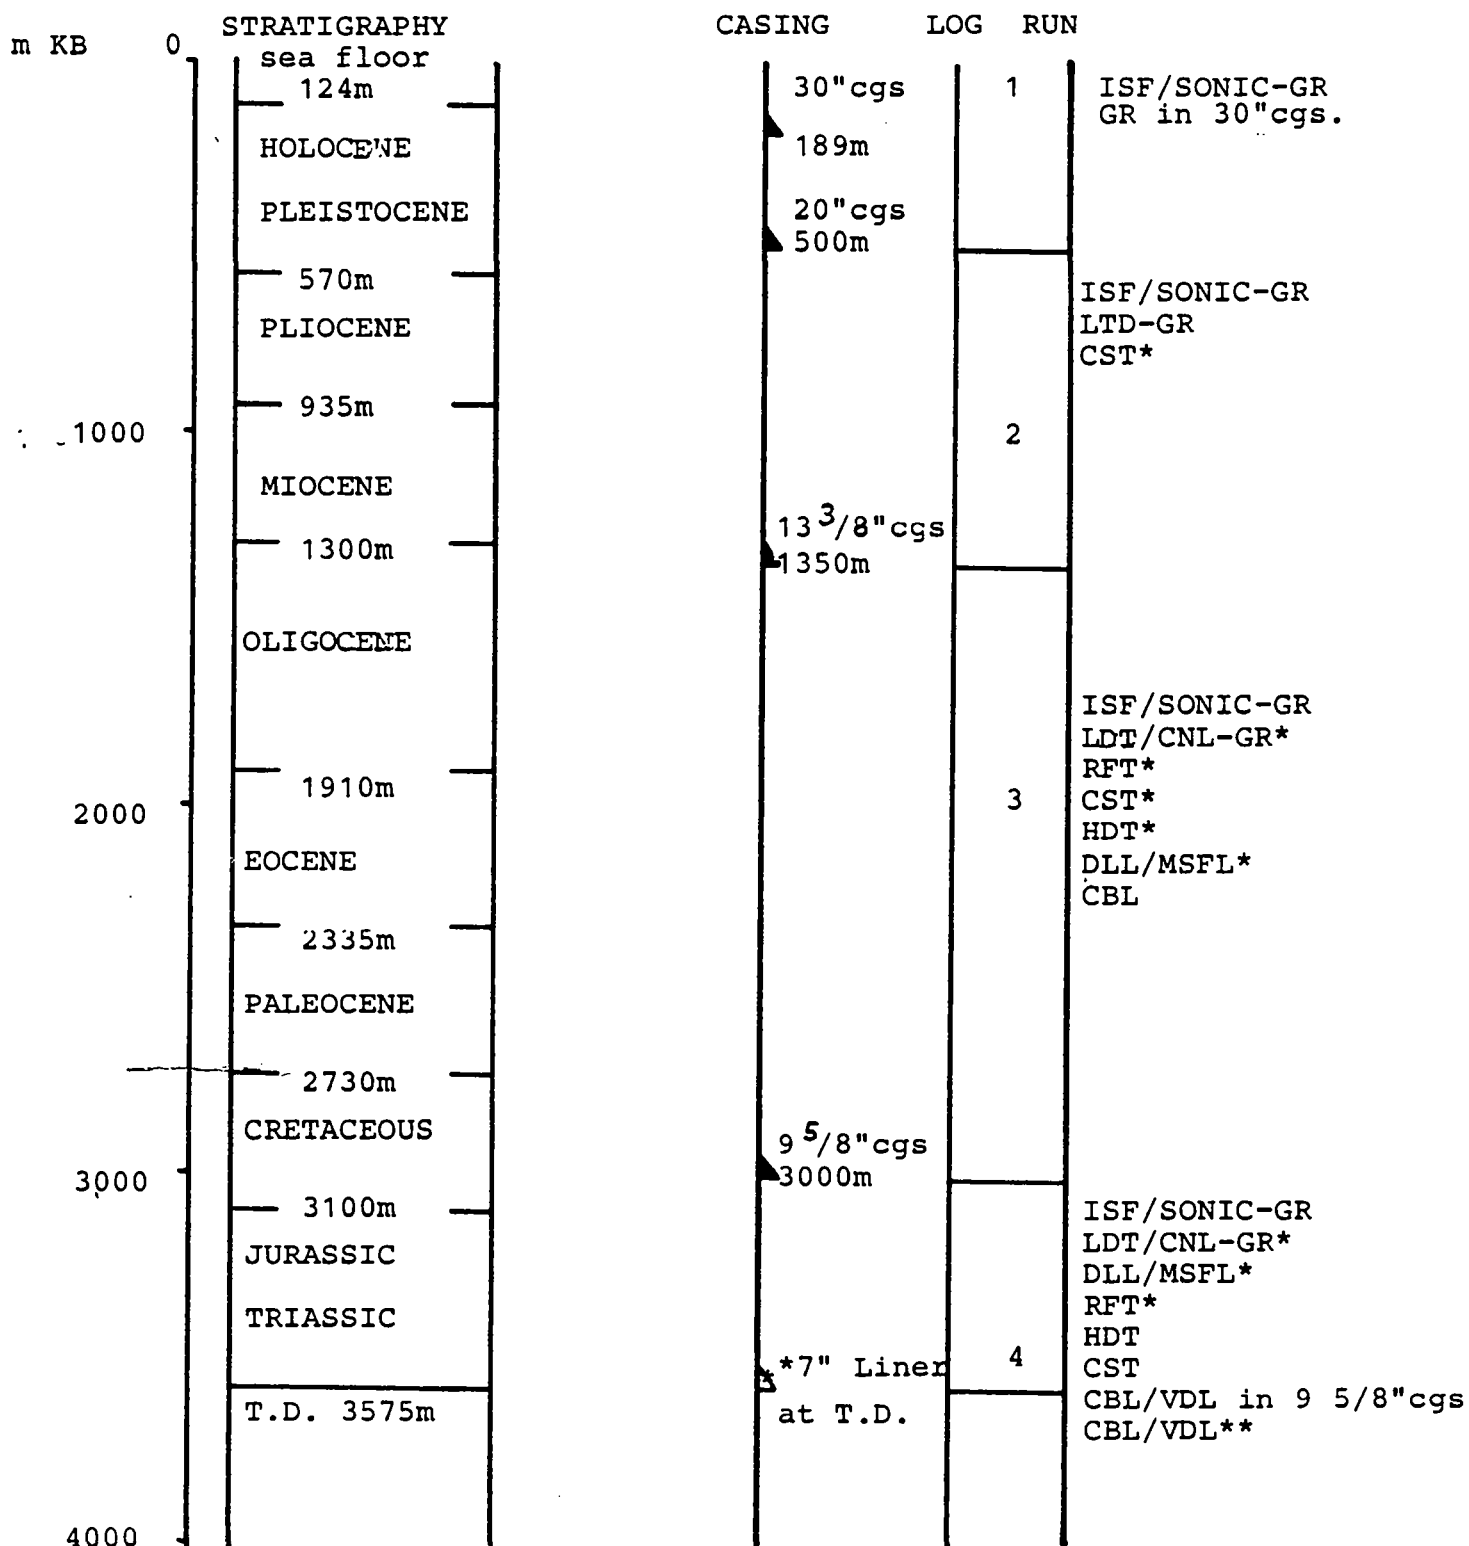 STRATIGRAPHY CASING LOG RUN
m KB 0 sea floor
124m 30"cgs 1 ISF/SONIC-GR
GR in 30"cgs.
HOLOCENE 189m
PLEISTOCENE 20"cgs
500m
570m ISF/SONIC-GR
PLIOCENE LTD-GR
CST*
935m
1000 2
MIOCENE
13 3/8"cgs
1300m 1350m
OLIGOCENE
ISF/SONIC-GR
LDT/CNL-GR*
RFT*
1910m CST*
2000 3
HDT*
EOCENE DLL/MSFL*
CBL
2335m
PALEOCENE
2730m
CRETACEOUS 9 5/8"cgs
3000 3000m
3100m ISF/SONIC-GR
JURASSIC LDT/CNL-GR*
DLL/MSFL*
TRIASSIC RFT*
HDT
*7" Liner 4 CST
T.D. 3575m at T.D. CBL/VDL in 9 5/8"cgs
CBL/VDL**
4000